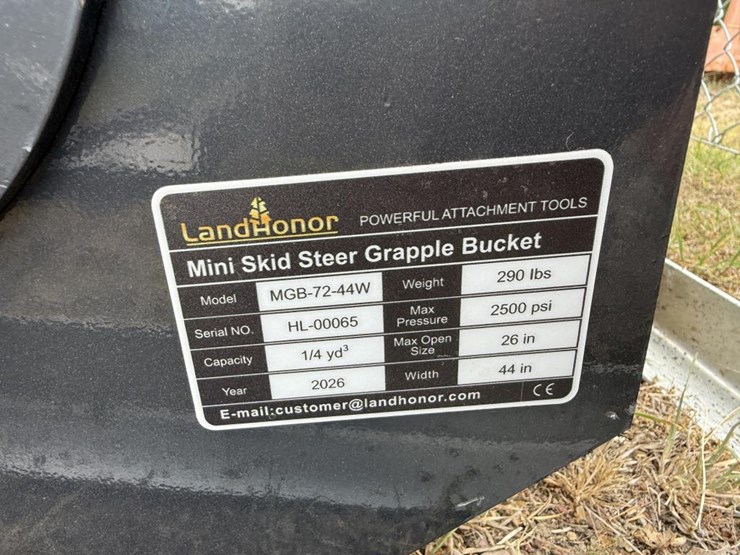 LandHonor POWERFUL ATTACHMENT TOOLS
Mini Skid Steer Grapple Bucket
Model MGB-72-44W Weight 290 lbs
Serial NO. HL-00065 Max Pressure 2500 psi
Capacity 1/4 yd³ Max Open Size 26 in
Year 2026 Width 44 in
E-mail:customer@landhonor.com CE